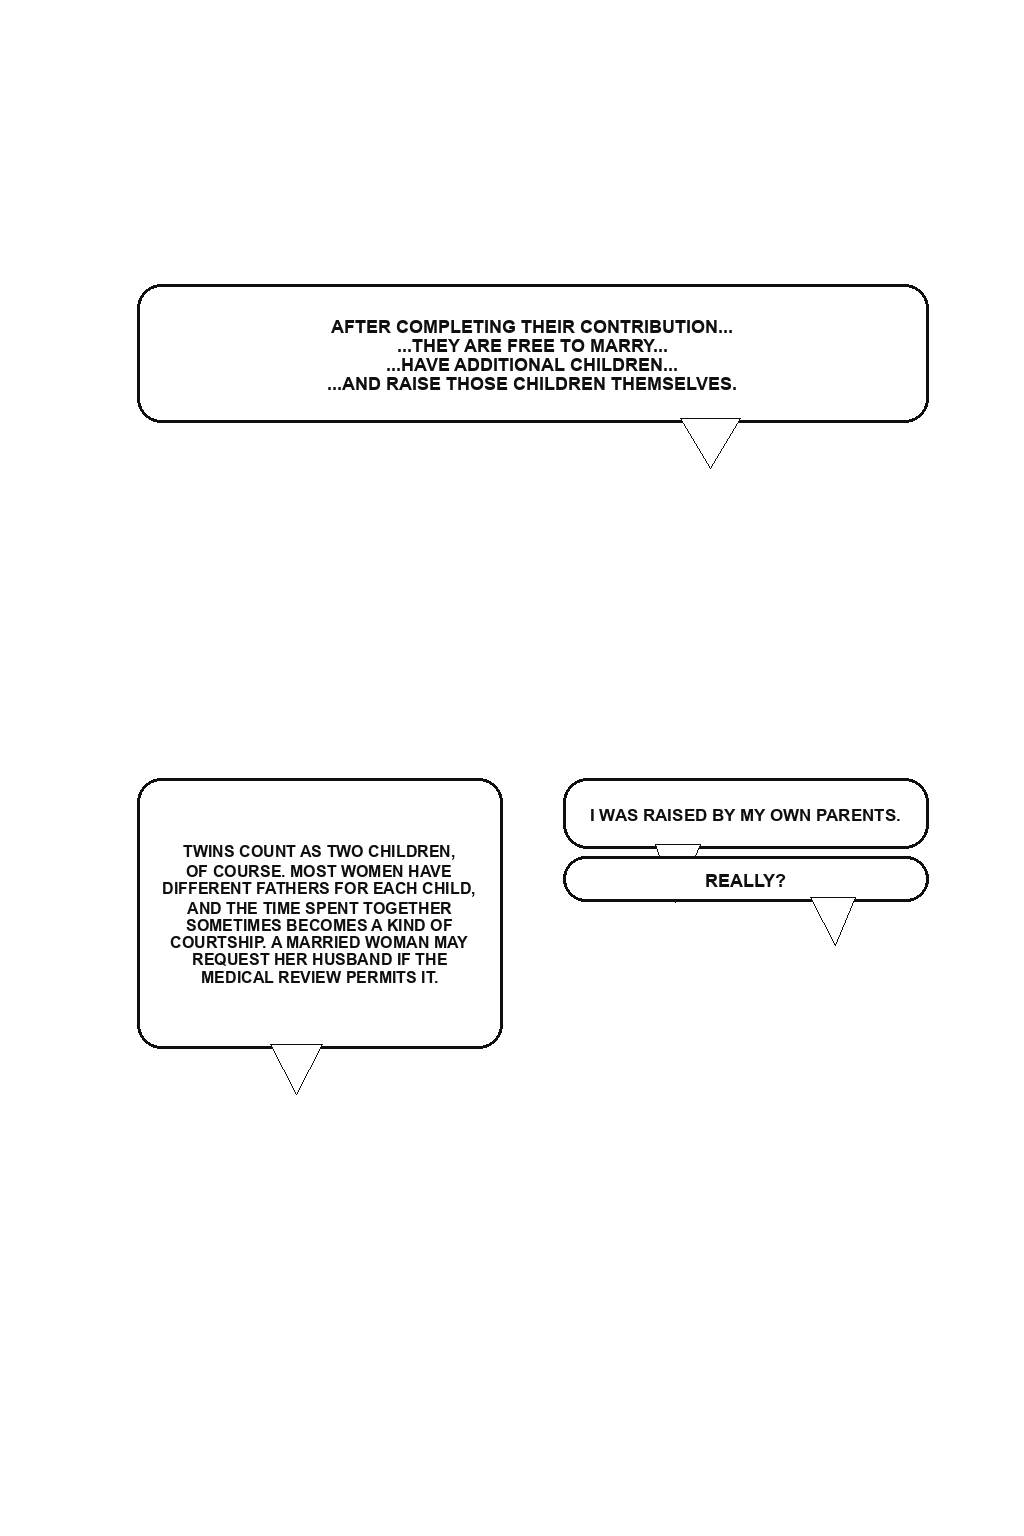 AFTER COMPLETING THEIR CONTRIBUTION...
...THEY ARE FREE TO MARRY...
...HAVE ADDITIONAL CHILDREN...
...AND RAISE THOSE CHILDREN THEMSELVES.
TWINS COUNT AS TWO CHILDREN,
OF COURSE. MOST WOMEN HAVE
DIFFERENT FATHERS FOR EACH CHILD,
AND THE TIME SPENT TOGETHER
SOMETIMES BECOMES A KIND OF
COURTSHIP. A MARRIED WOMAN MAY
REQUEST HER HUSBAND IF THE
MEDICAL REVIEW PERMITS IT.
I WAS RAISED BY MY OWN PARENTS.
REALLY?